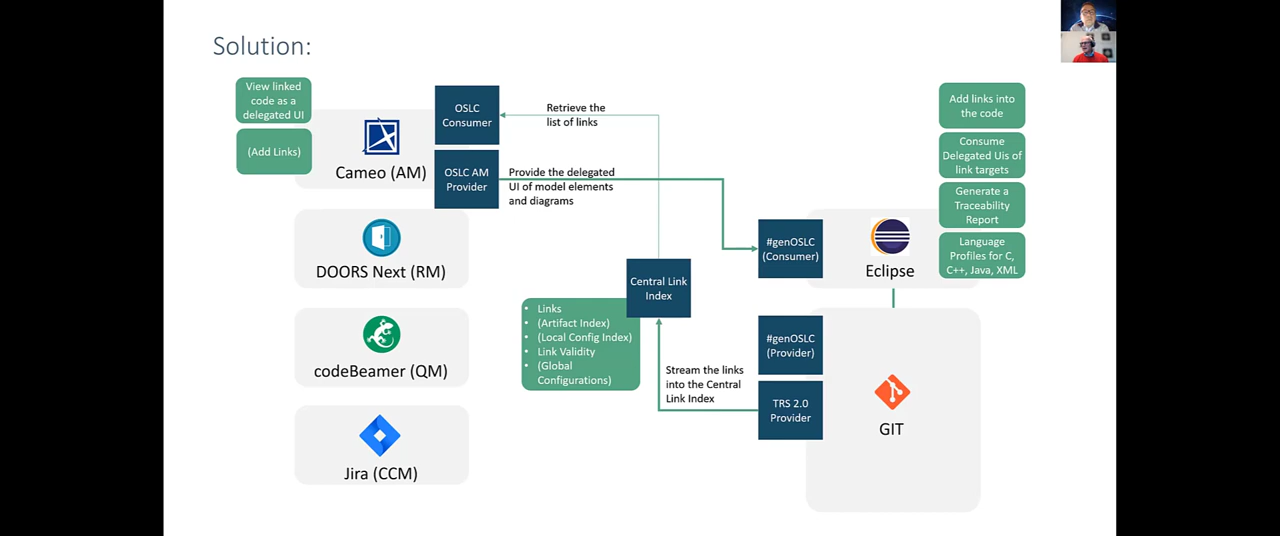 Solution:
View linked
code as a
delegated UI
(Add Links)
Cameo (AM)
OSLC
Consumer
OSLC AM
Provider
Retrieve the
list of links
Provide the delegated
UI of model elements
and diagrams
DOORS Next (RM)
codeBeamer (QM)
Jira (CCM)
Central Link
Index
• Links
• (Artifact Index)
• (Local Config Index)
• Link Validity
• (Global
Configurations)
Stream the links
into the Central
Link Index
#genOSLC
(Consumer)
#genOSLC
(Provider)
TRS 2.0
Provider
Eclipse
GIT
Add links into
the code
Consume
Delegated Uis of
link targets
Generate a
Traceability
Report
Language
Profiles for C,
C++, Java, XML